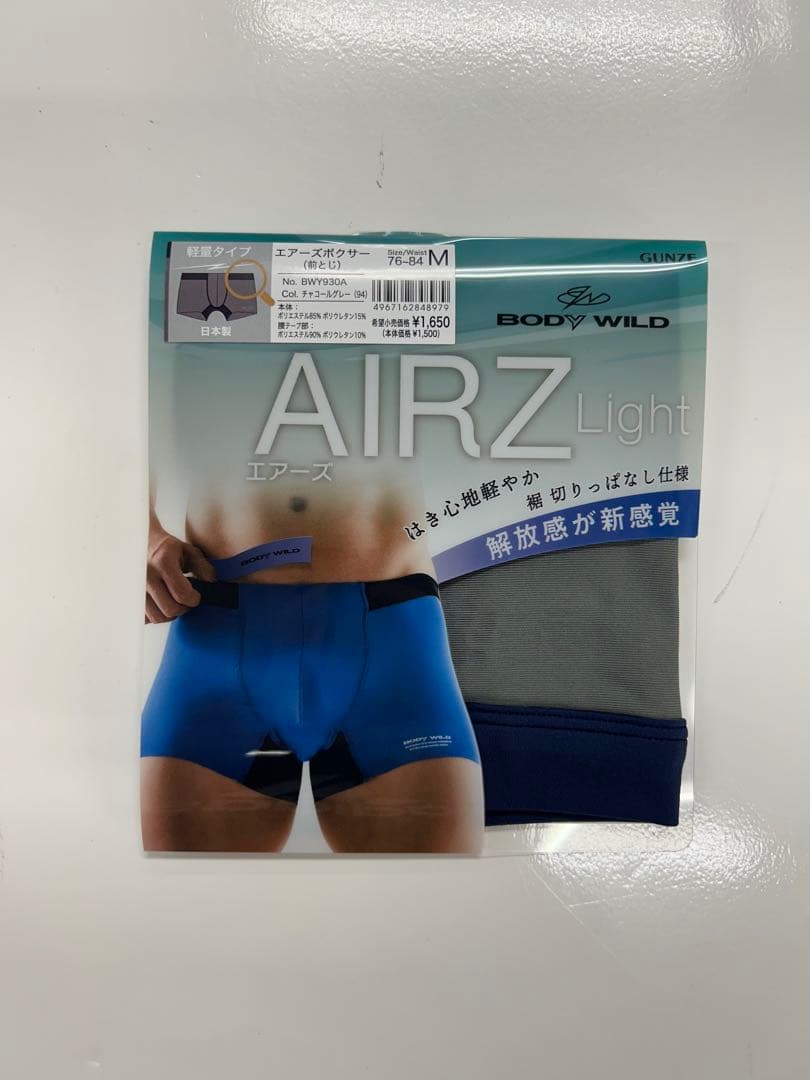 軽量タイプ
日本製
エアーズボクサー
(前とじ)
Size/Waist
76-84 M
No. BWY930A
Col. チャコールグレー (94)
4967162848979
本体:
ポリエステル85% ポリウレタン15%
腰テープ部:
ポリエステル90% ポリウレタン10%
希望小売価格 ¥1,650
(本体価格 ¥1,500)
GUNZE
BODY WILD
AIRZ Light
エアーズ
はき心地軽やか
裾 切りっぱなし仕様
解放感が新感覚
BODY WILD
BODY WILD